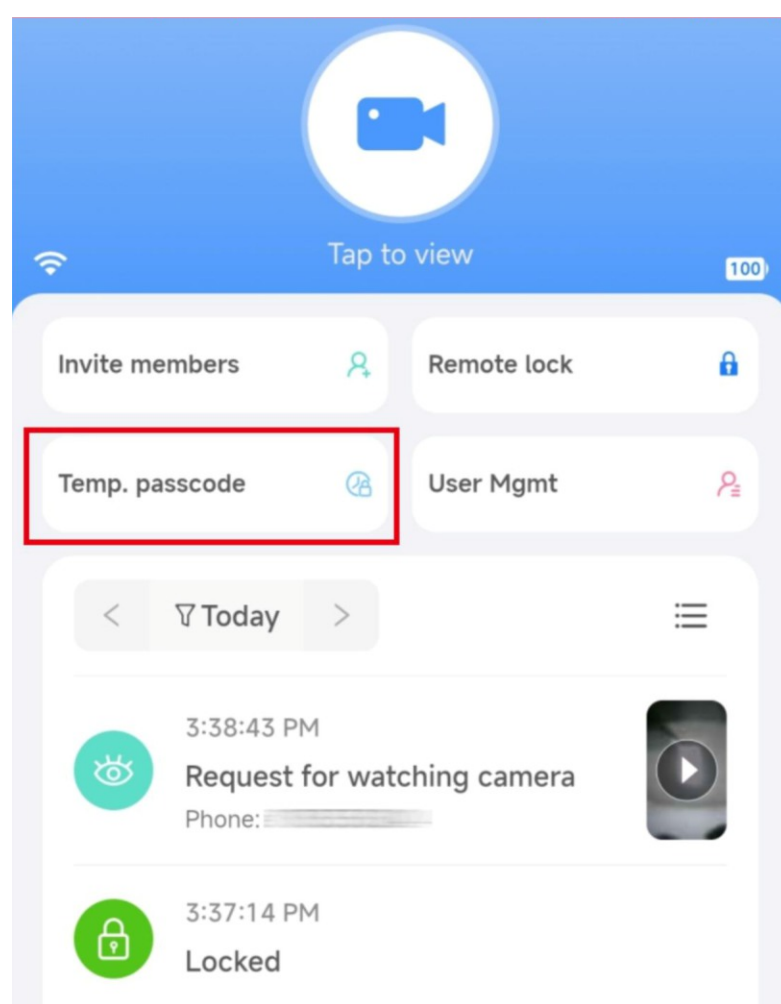 Tap to view
100
Invite members
Remote lock
Temp. passcode
User Mgmt
Today
3:38:43 PM
Request for watching camera
Phone:
3:37:14 PM
Locked